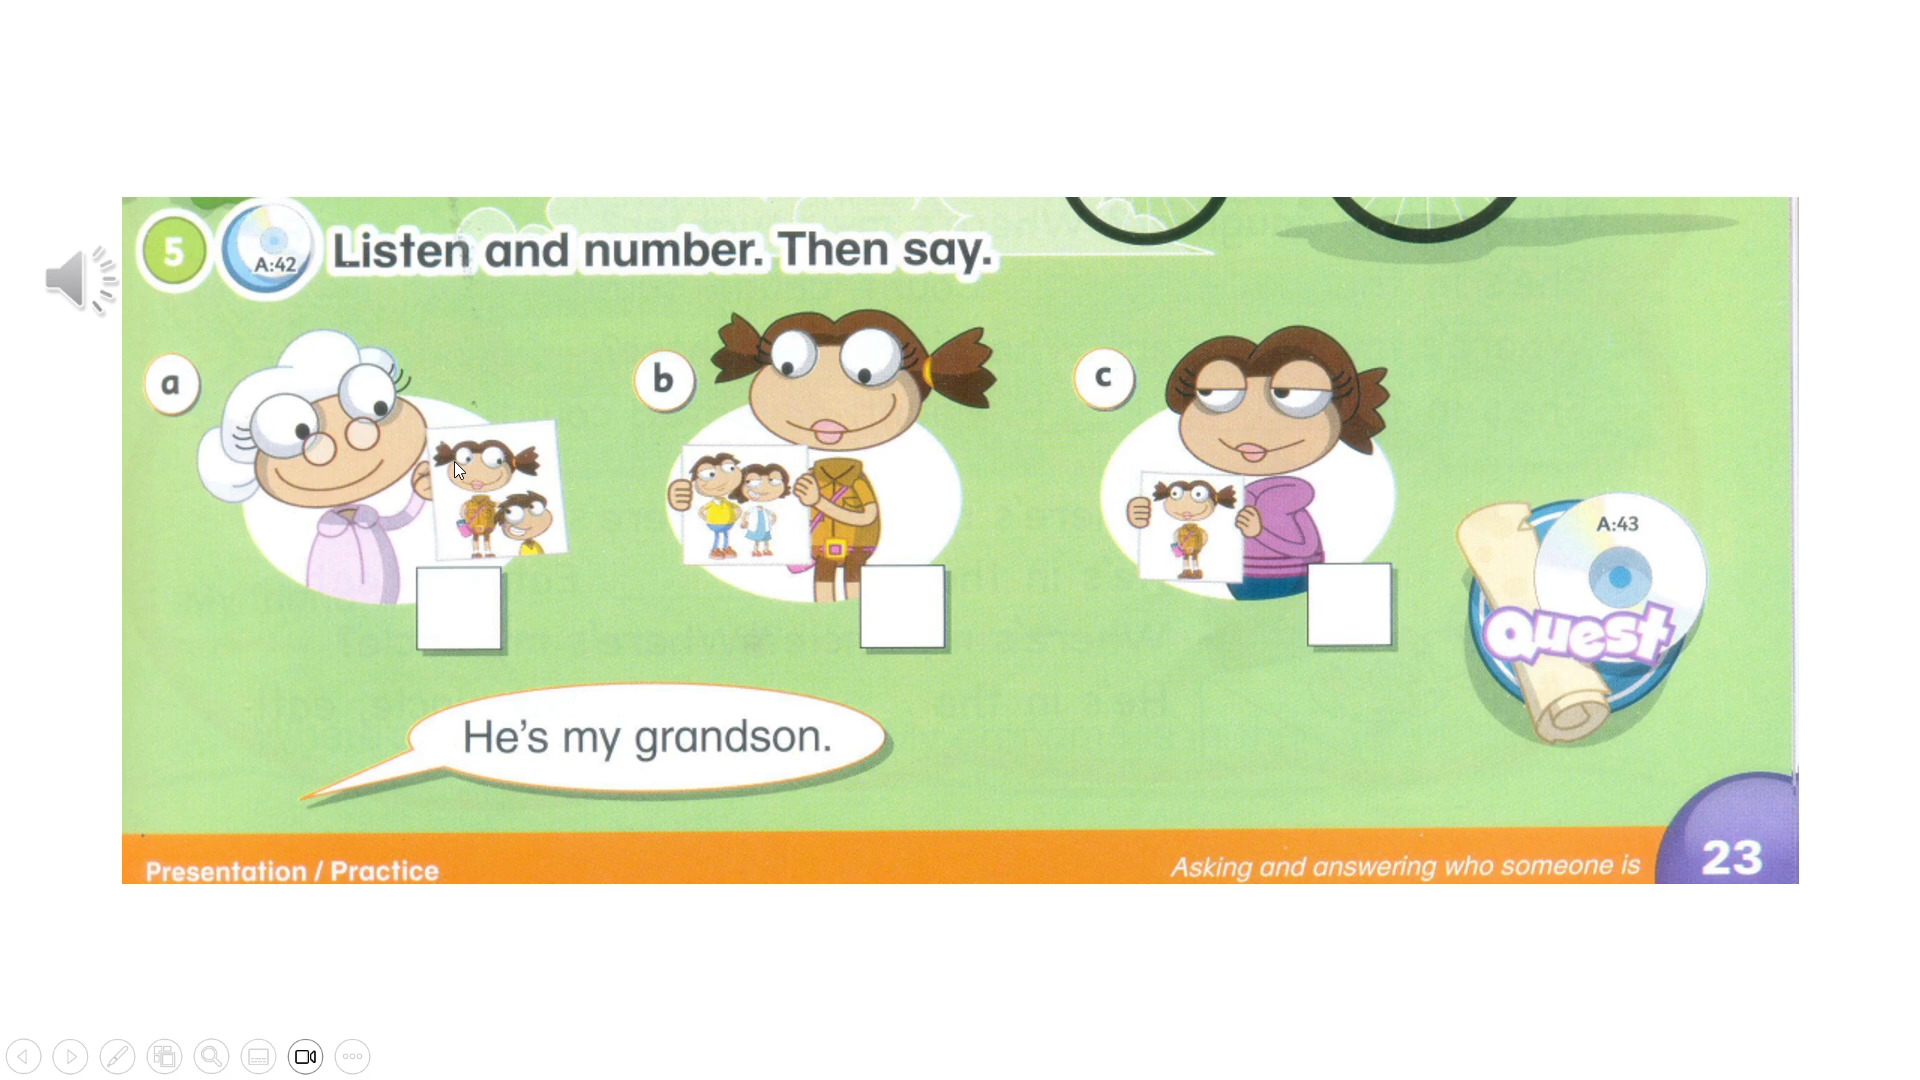 5 A:42 Listen and number. Then say.
a
b
c
A:43
Quest
He's my grandson.
Presentation / Practice
Asking and answering who someone is
23